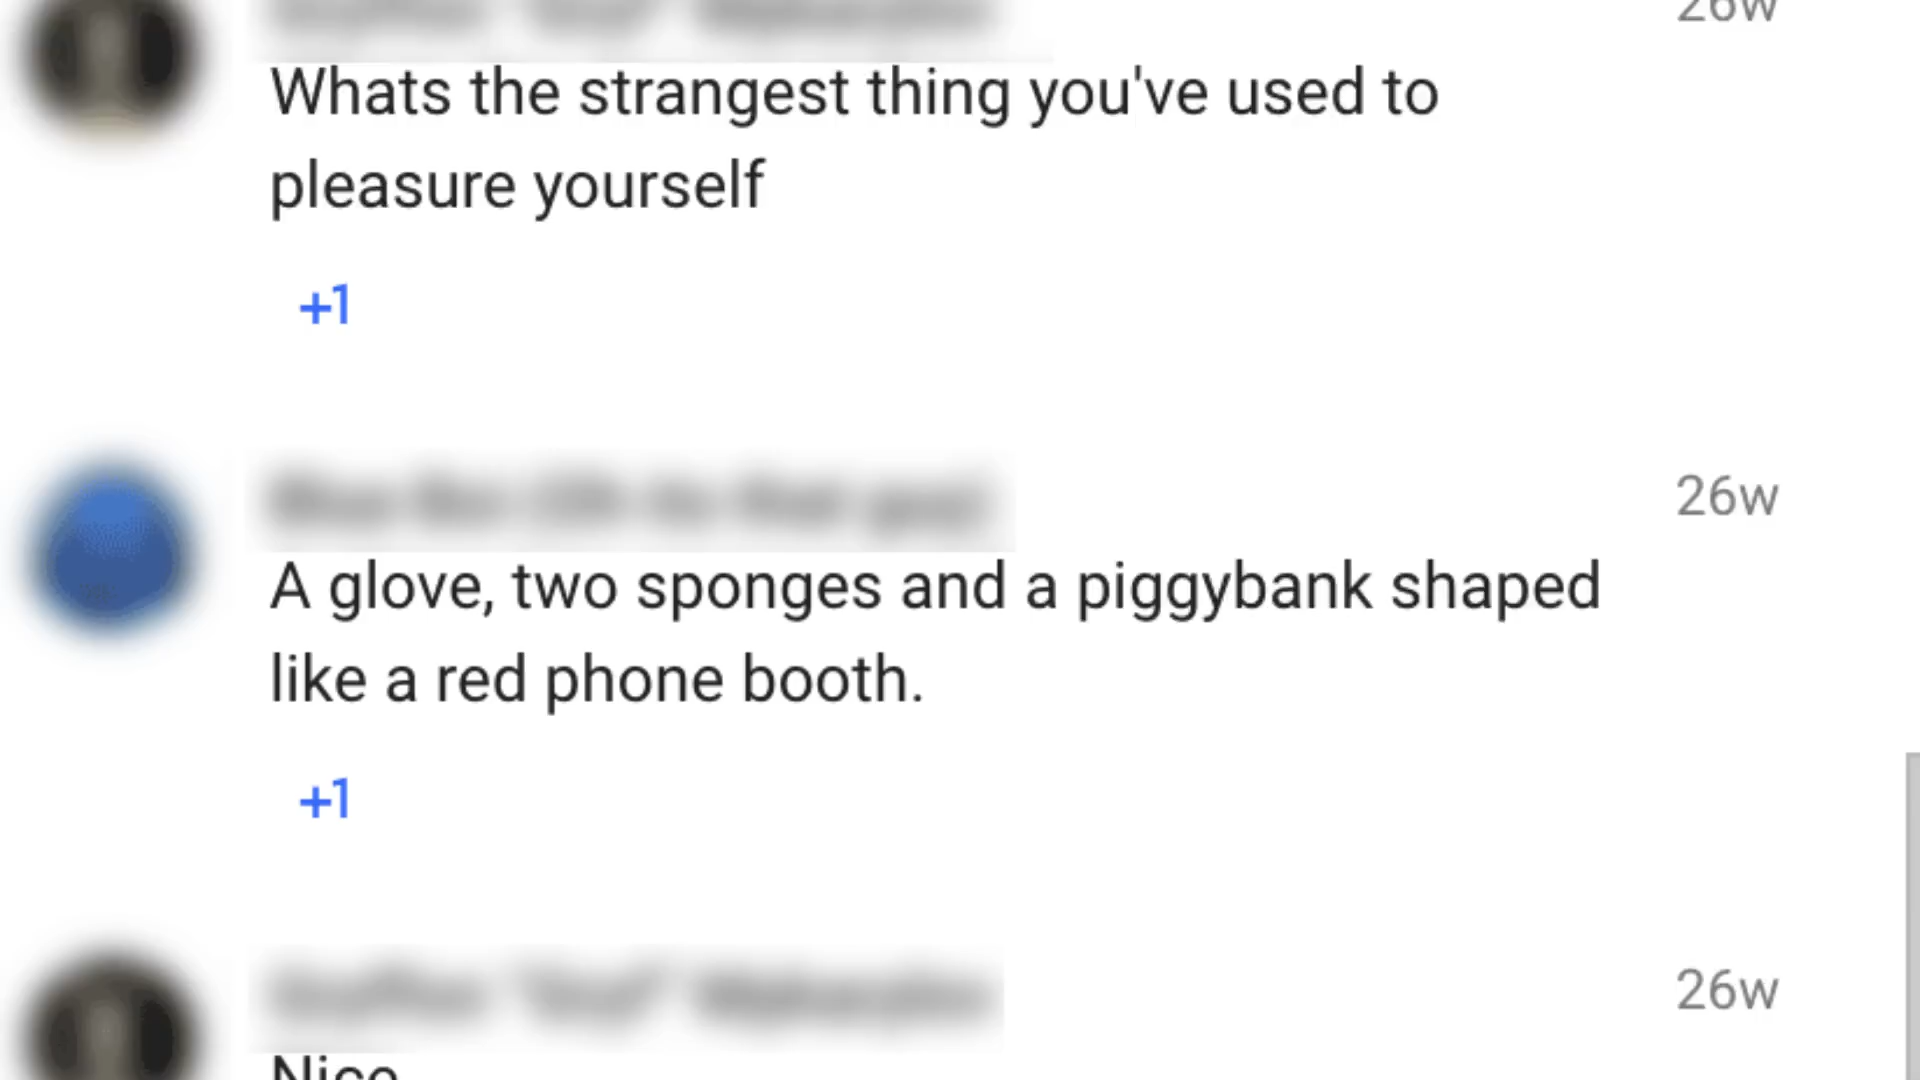 26w
Whats the strangest thing you've used to
pleasure yourself
+1
26w
A glove, two sponges and a piggybank shaped
like a red phone booth.
+1
26w
Nice